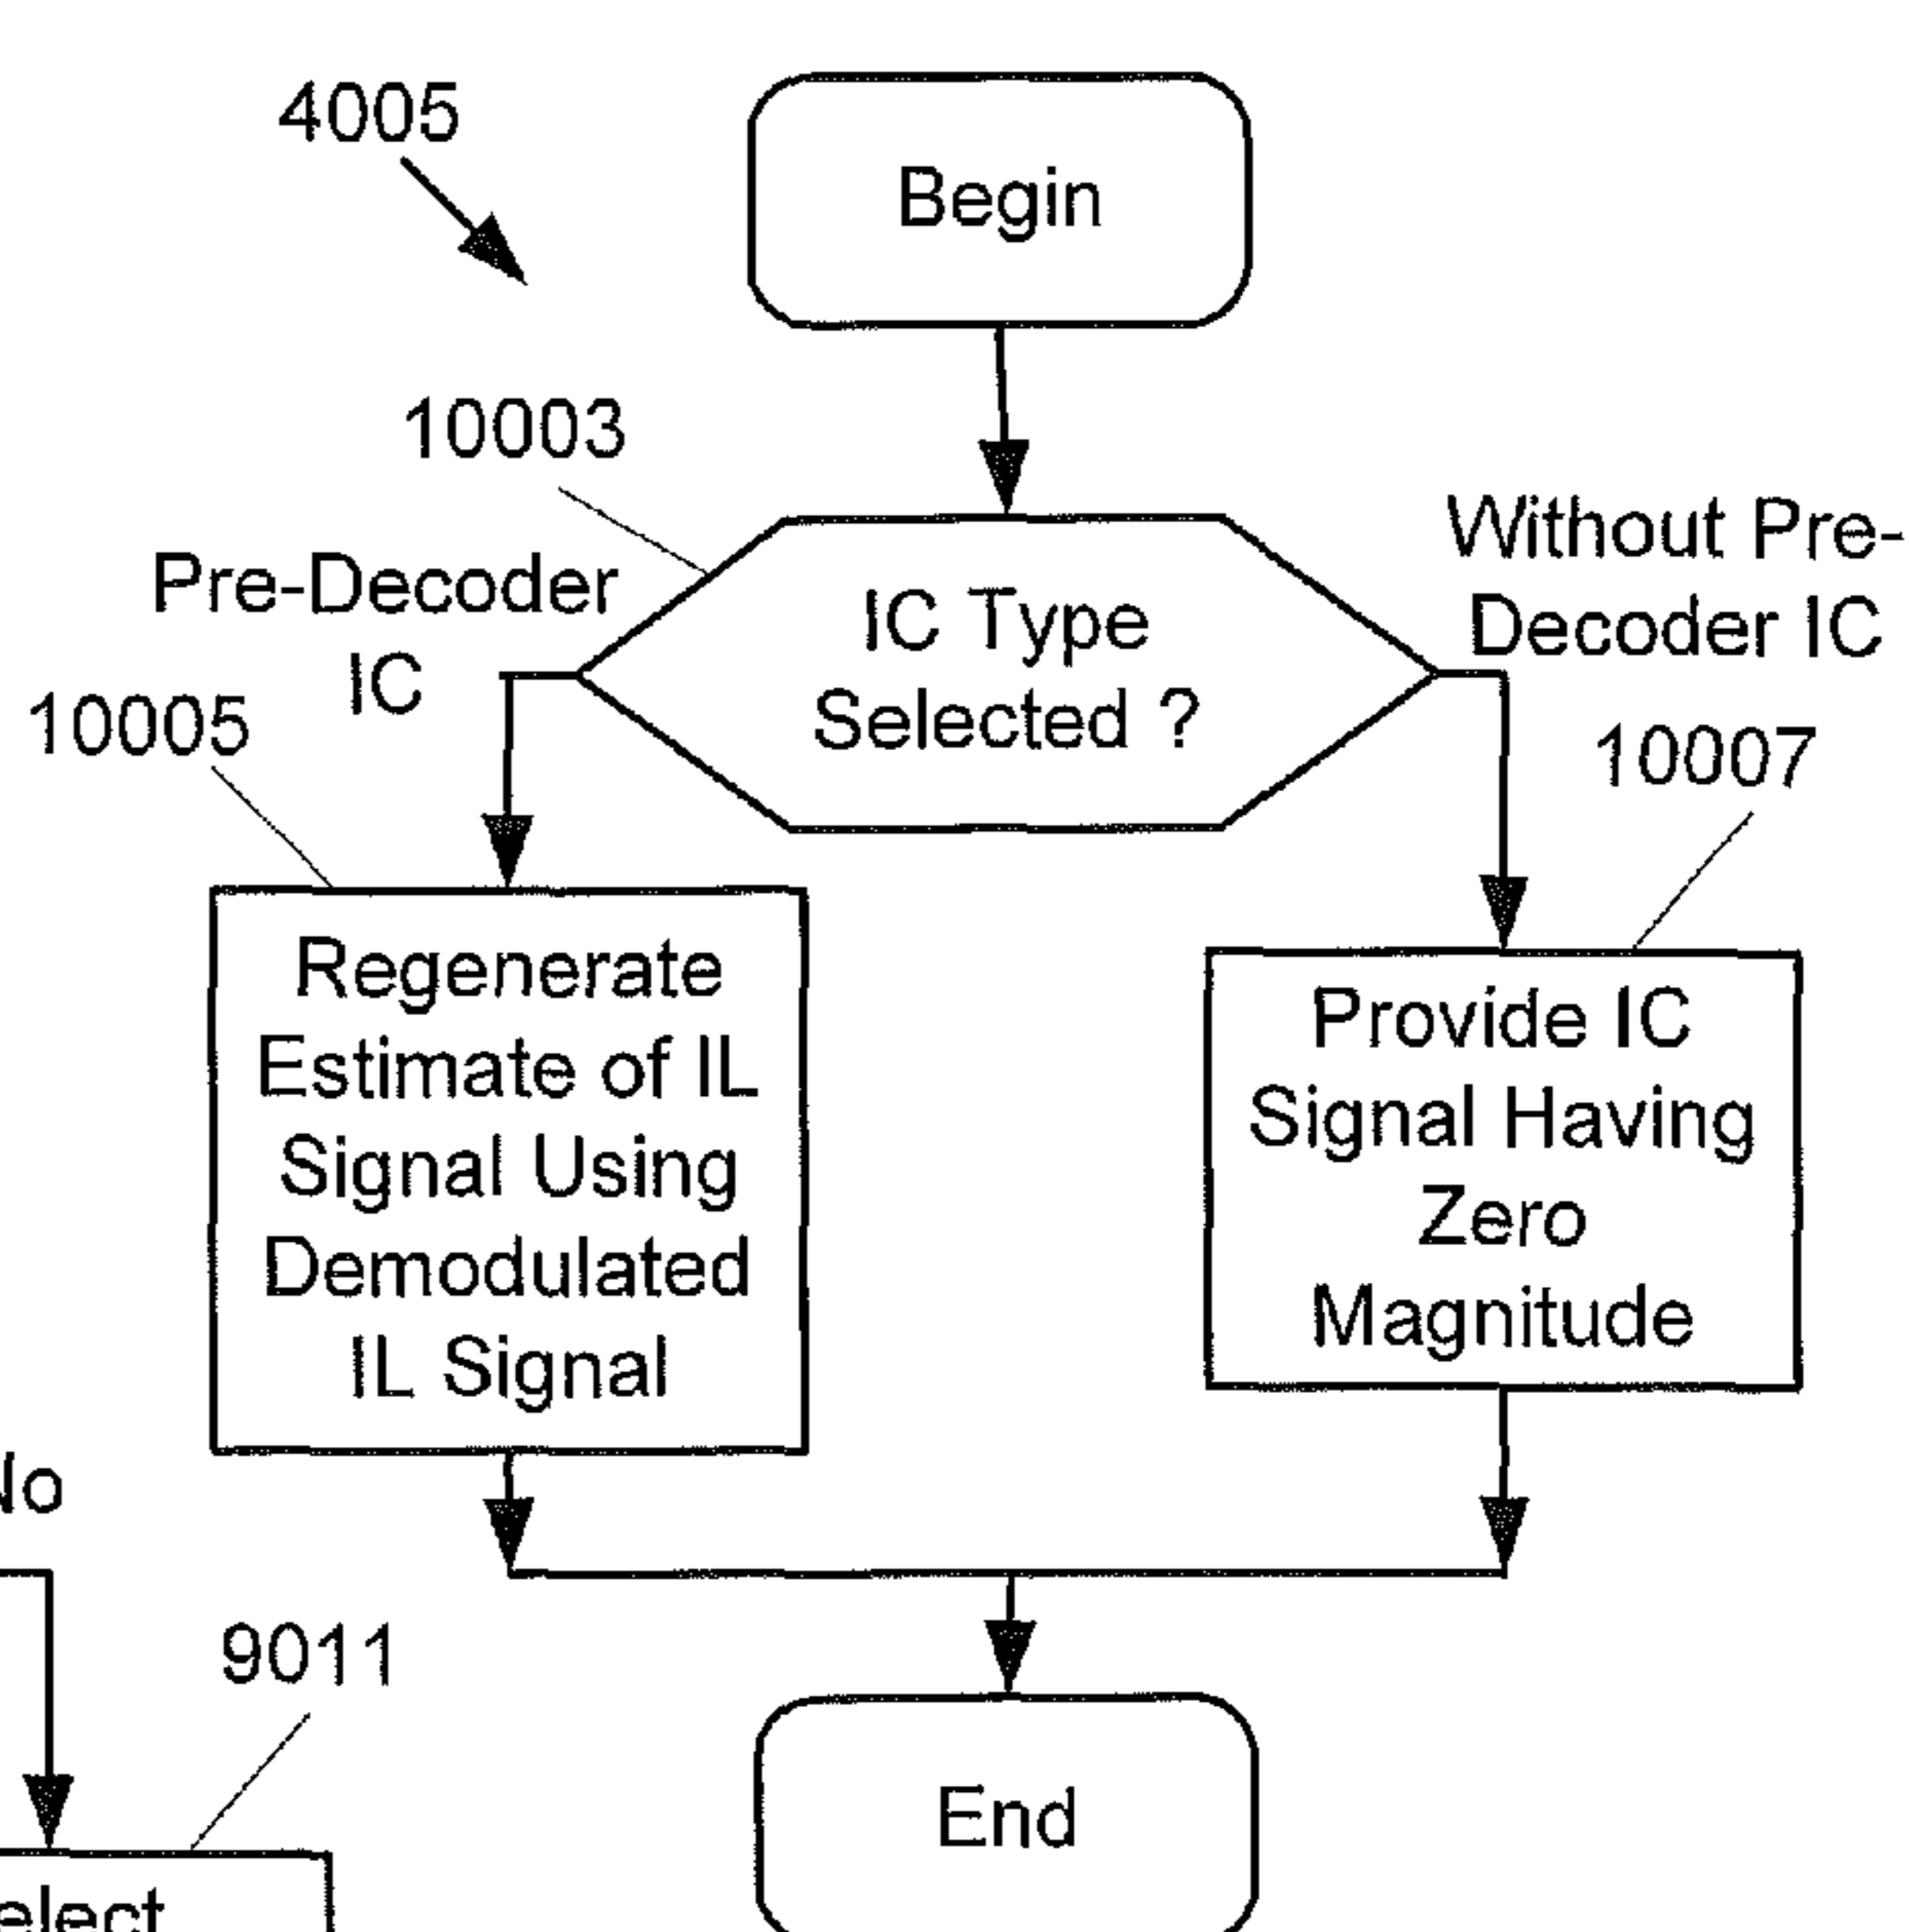 4005
Begin
10003
Pre-Decoder
IC
IC Type
Selected ?
Without Pre-
Decoder IC
10005
10007
Regenerate
Estimate of IL
Signal Using
Demodulated
IL Signal
Provide IC
Signal Having
Zero
Magnitude
9011
End